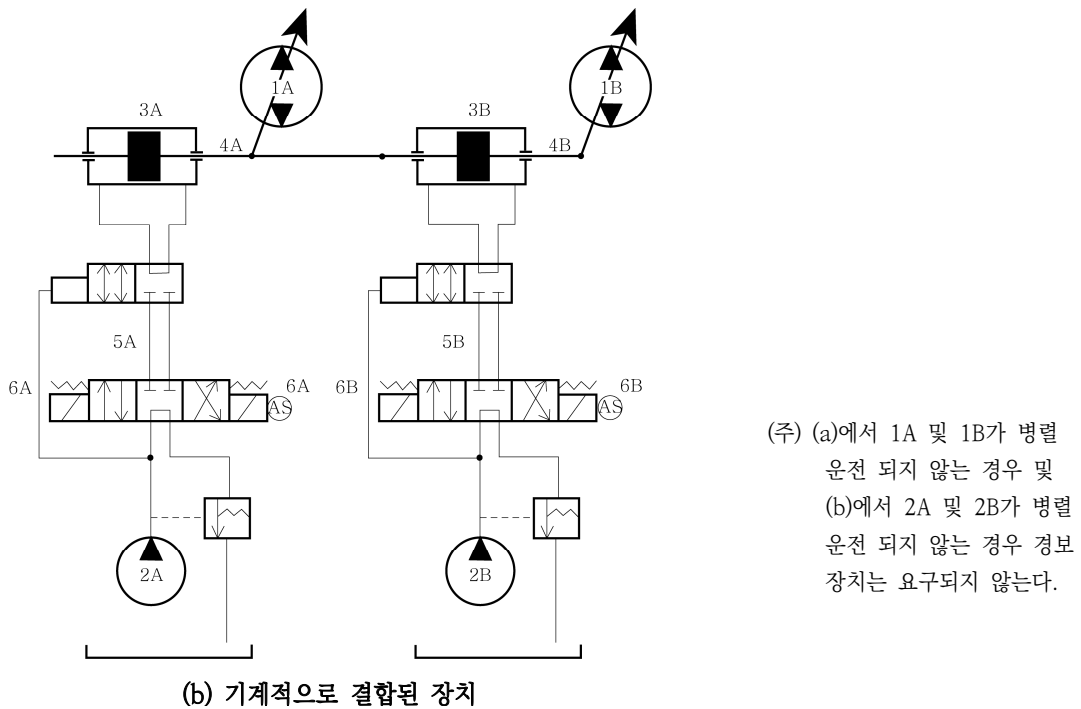 1A
1B
3A
3B
4A
4B
5A
5B
6A
6A
6B
6B
AS
AS
(주) (a)에서 1A 및 1B가 병렬
운전 되지 않는 경우 및
(b)에서 2A 및 2B가 병렬
운전 되지 않는 경우 경보
장치는 요구되지 않는다.
2A
2B
(b) 기계적으로 결합된 장치